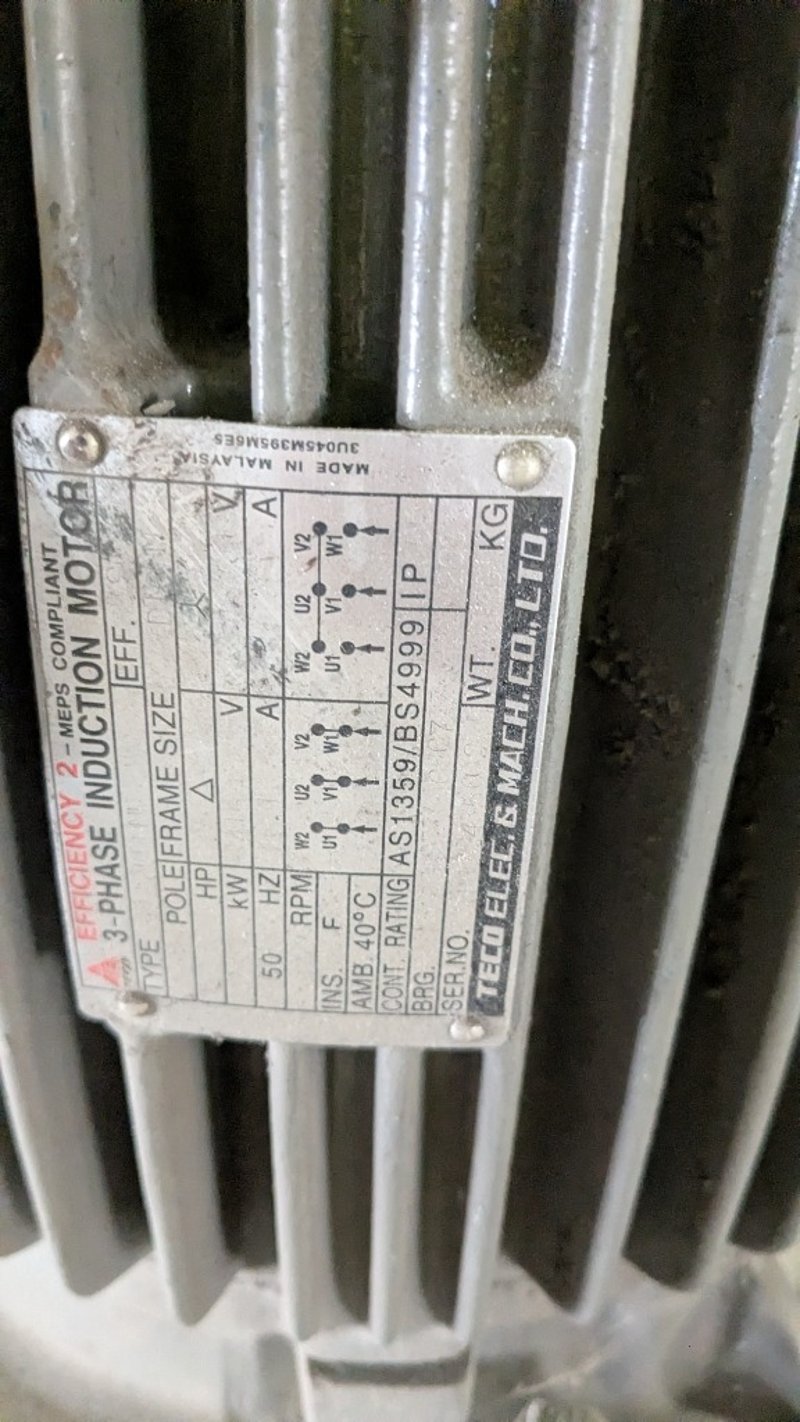 EFFICIENCY 2 - MEPS COMPLIANT
3-PHASE INDUCTION MOTOR
TYPE EFF.
POLE FRAME SIZE
HP △ Y
kW V V
50 HZ A A
RPM W2 U2 V2 W2 U2 V2
INS. F U1 V1 W1 U1 V1 W1
AMB. 40°C
CONT. RATING AS1359/BS4999 IP
BRG.
SER.NO. WT. KG
TECO ELEC. & MACH. CO., LTD.
MADE IN MALAYSIA
3U045M395M6E5